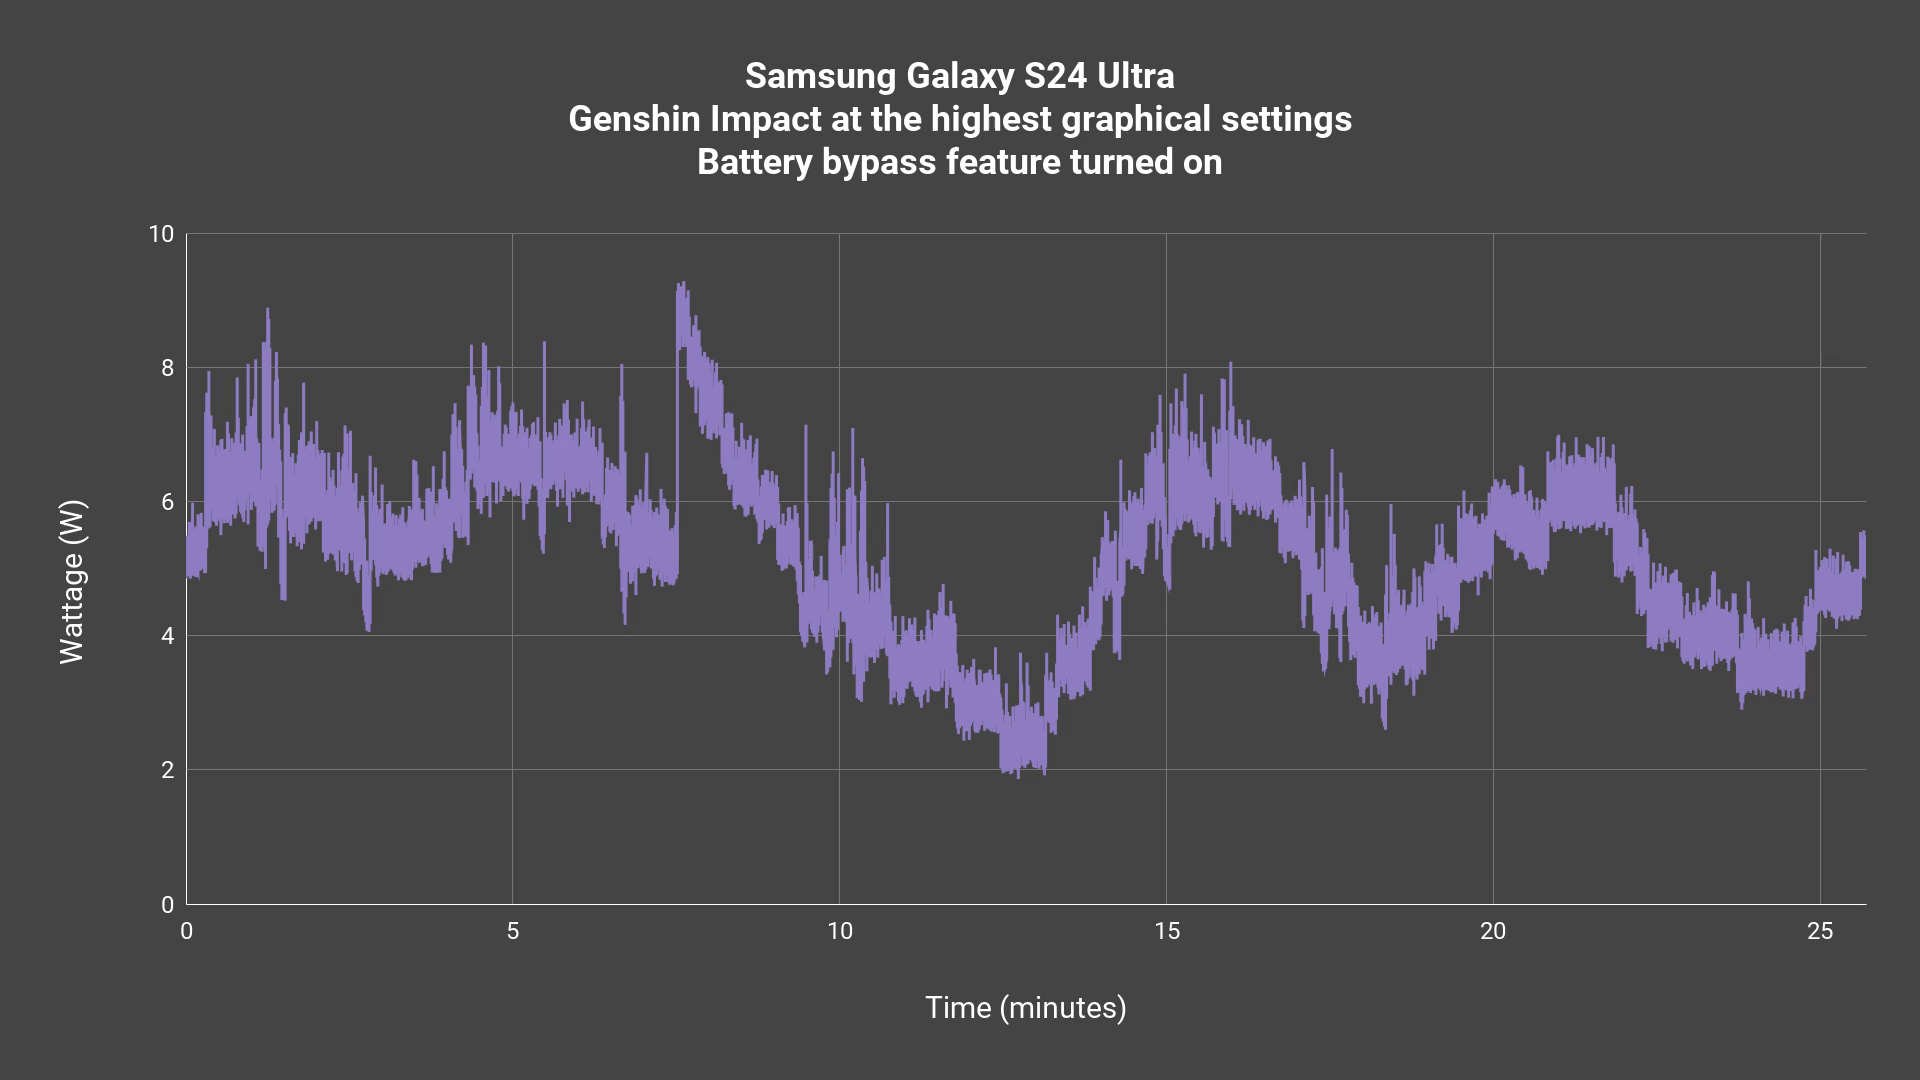 Samsung Galaxy S24 Ultra
Genshin Impact at the highest graphical settings
Battery bypass feature turned on
10
8
6
4
2
0
Wattage (W)
0
5
10
15
20
25
Time (minutes)